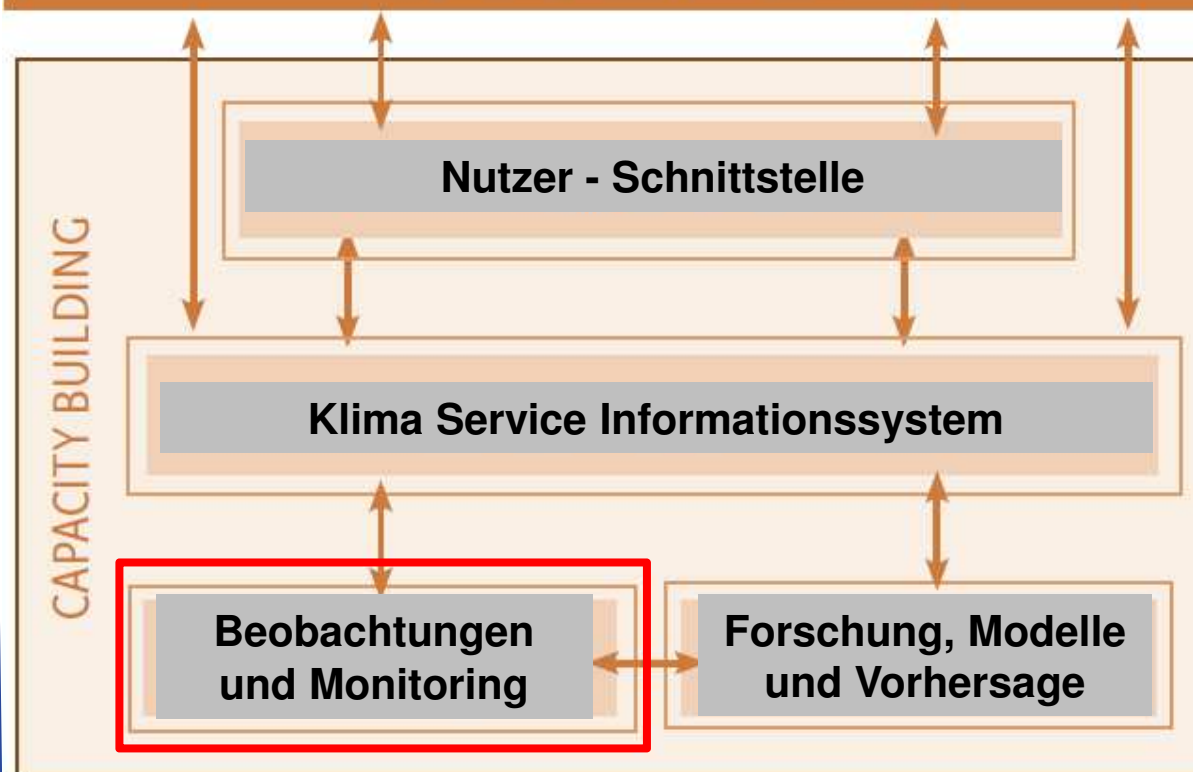 Nutzer - Schnittstelle
CAPACITY BUILDING
Klima Service Informationssystem
Beobachtungen
und Monitoring
Forschung, Modelle
und Vorhersage